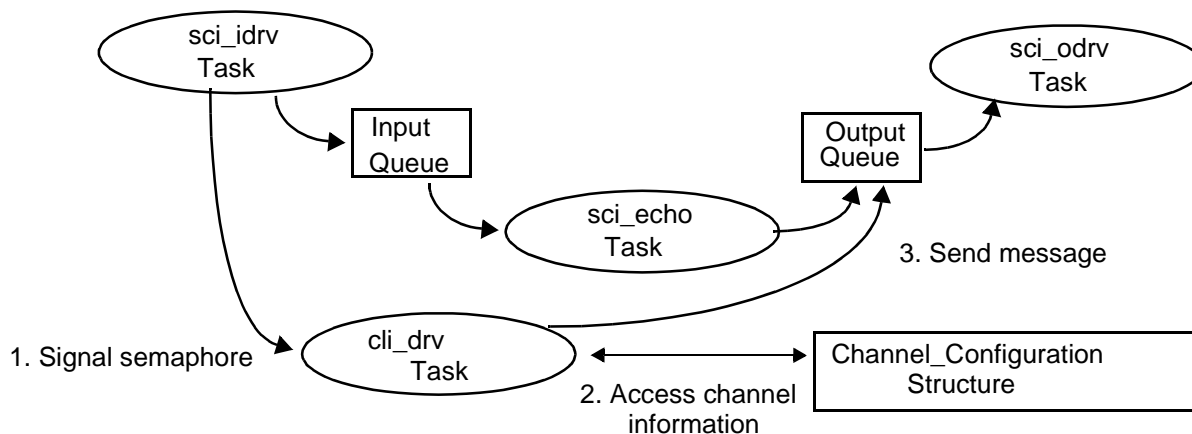 sci_idrv
Task
sci_odrv
Task
Input
Queue
Output
Queue
sci_echo
Task
3. Send message
1. Signal semaphore
cli_drv
Task
Channel_Configuration
Structure
2. Access channel
information